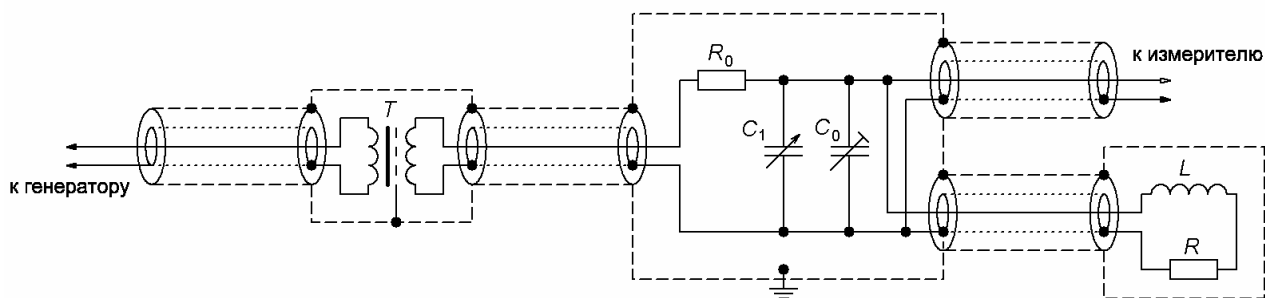 к генератору
T
R0
C1
C0
к измерителю
L
R